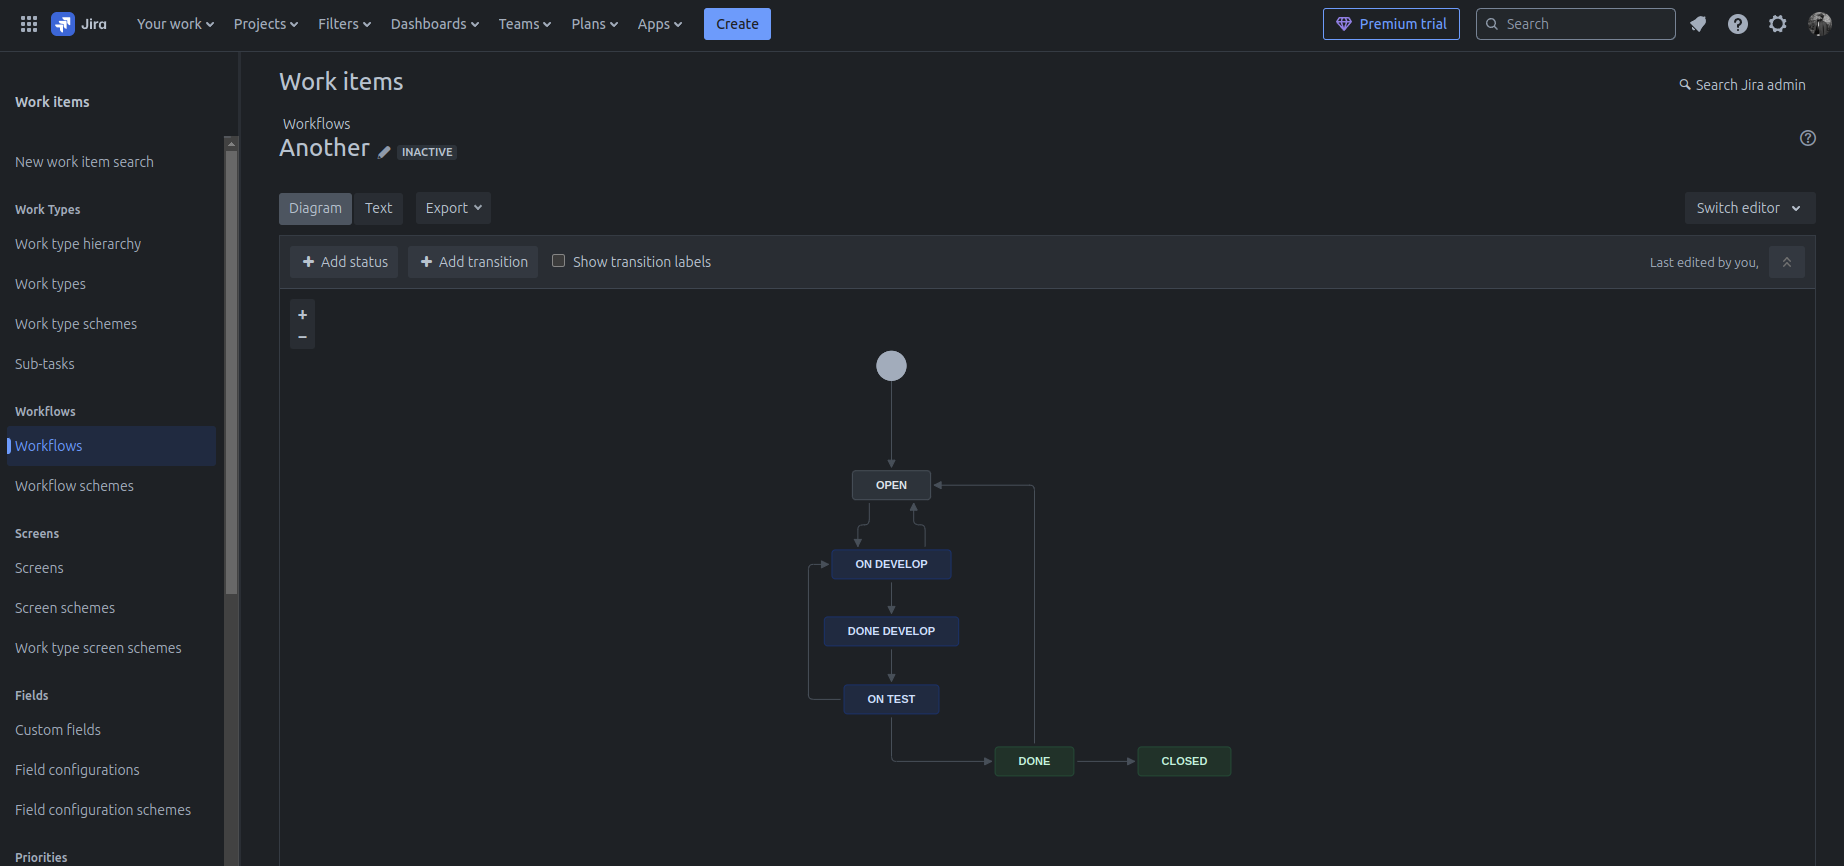 Jira
Your work
Projects
Filters
Dashboards
Teams
Plans
Apps
Create
Premium trial
Search
Work items
New work item search
Work Types
Work type hierarchy
Work types
Work type schemes
Sub-tasks
Workflows
Workflows
Workflow schemes
Screens
Screens
Screen schemes
Work type screen schemes
Fields
Custom fields
Field configurations
Field configuration schemes
Priorities
Work items
Search Jira admin
Workflows
Another INACTIVE
Diagram
Text
Export
Switch editor
+ Add status
+ Add transition
Show transition labels
Last edited by you,
+
−
OPEN
ON DEVELOP
DONE DEVELOP
ON TEST
DONE
CLOSED